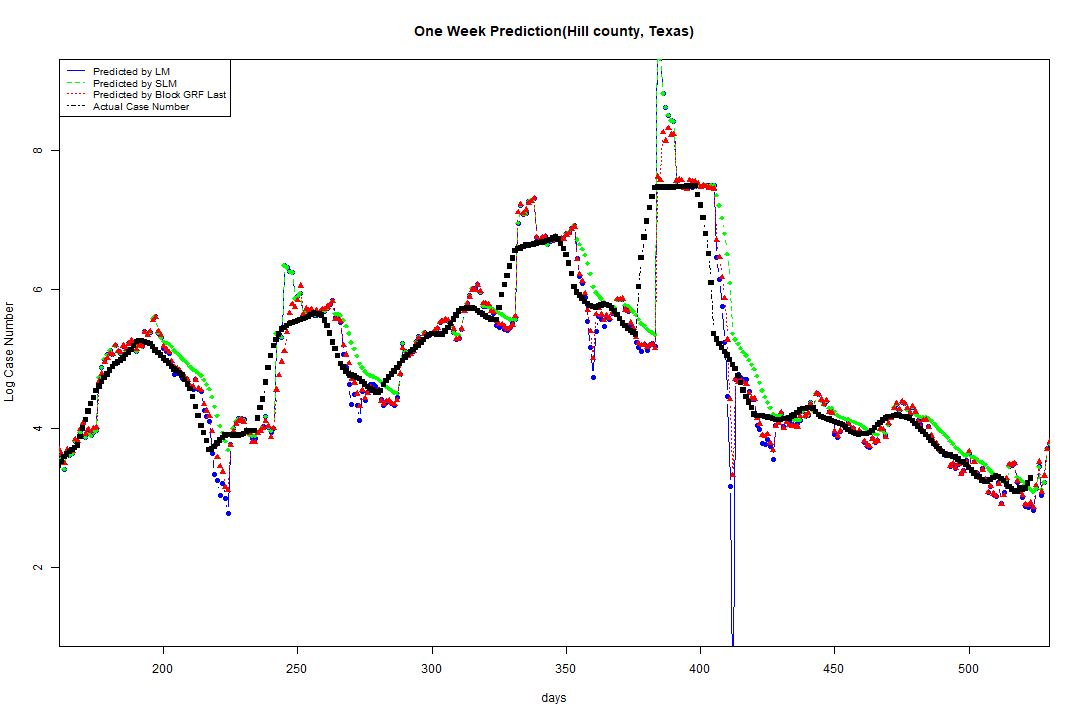 One Week Prediction(Hill county, Texas)
Predicted by LM
Predicted by SLM
Predicted by Block GRF Last
Actual Case Number
Log Case Number
8
6
4
2
200 250 300 350 400 450 500
days